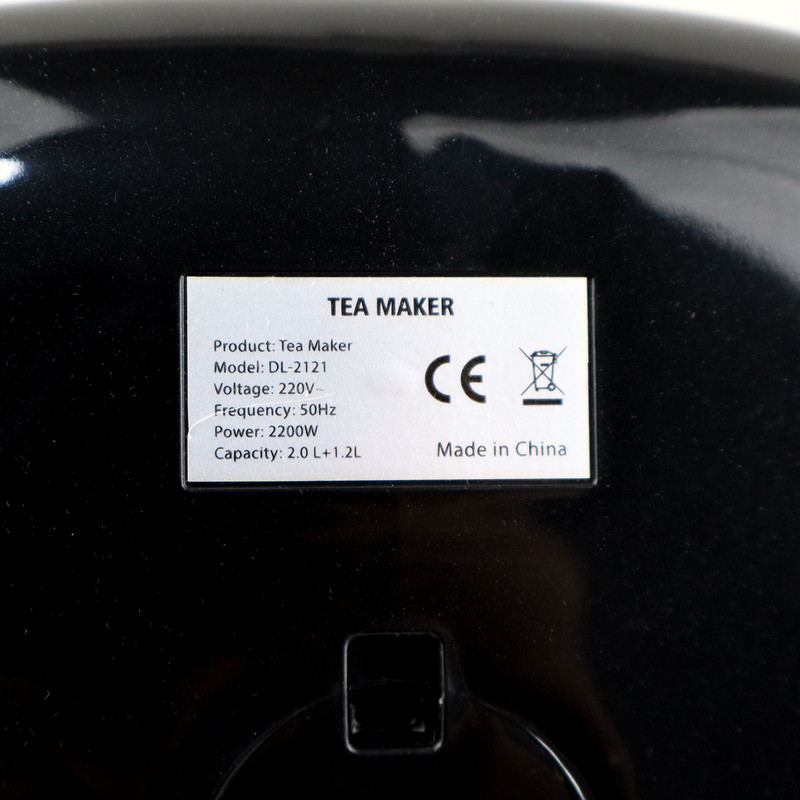 TEA MAKER
Product: Tea Maker
Model: DL-2121
Voltage: 220V~
Frequency: 50Hz
Power: 2200W
Capacity: 2.0 L+1.2L
CE
Made in China